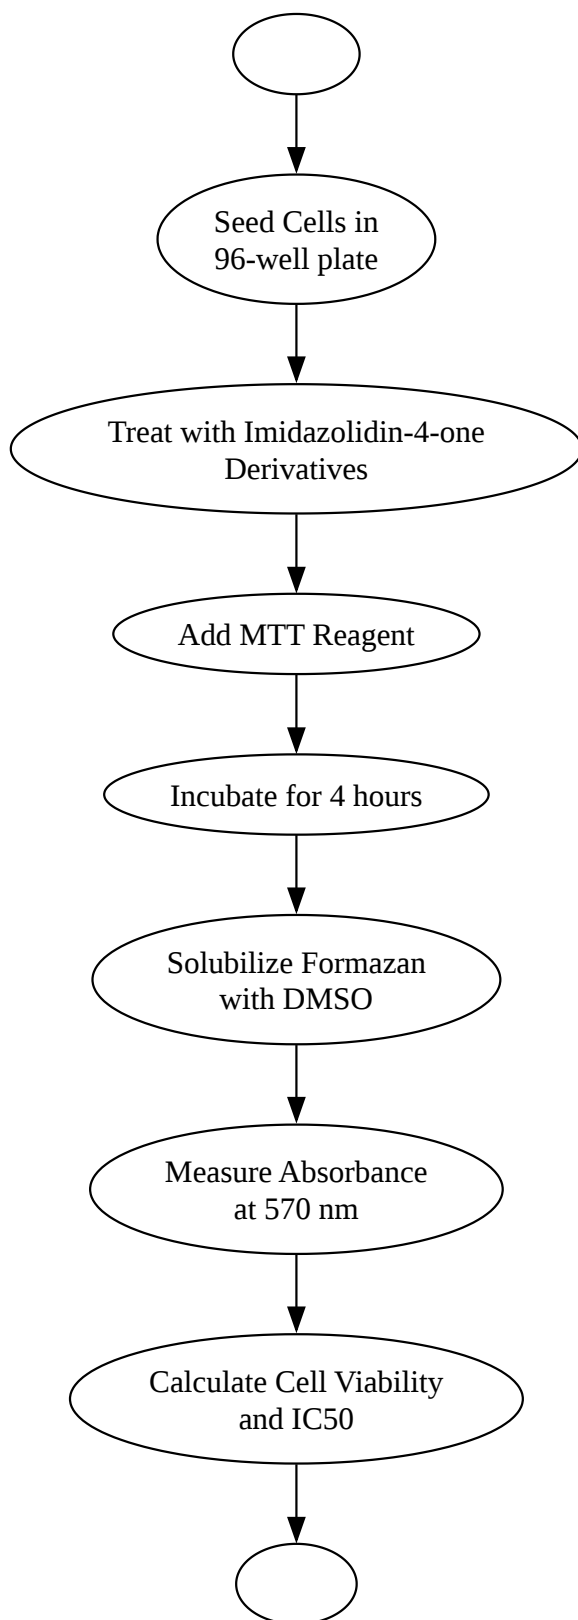 Seed Cells in
96-well plate
Treat with Imidazolidin-4-one
Derivatives
Add MTT Reagent
Incubate for 4 hours
Solubilize Formazan
with DMSO
Measure Absorbance
at 570 nm
Calculate Cell Viability
and IC50